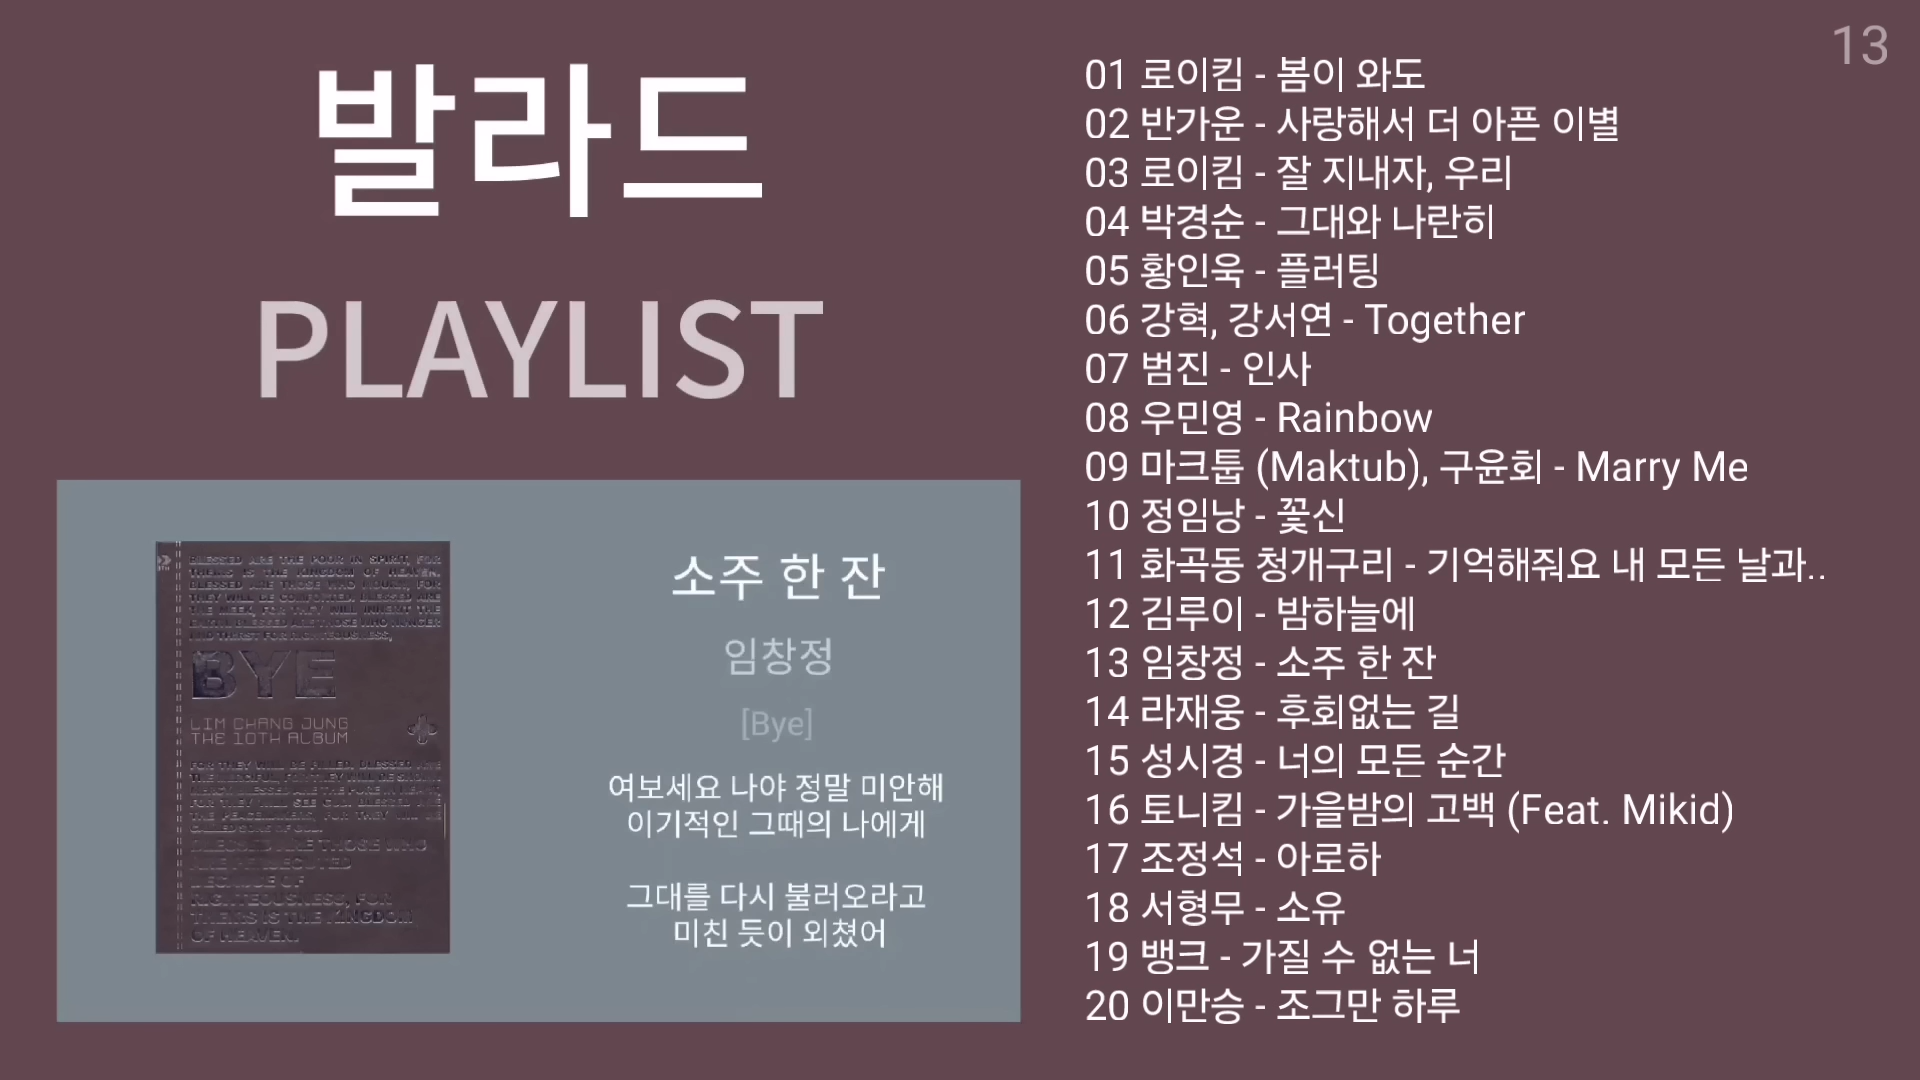 13
발라드
PLAYLIST
BYE
LIM CHANG JUNG
THE 10TH ALBUM
소주 한 잔
임창정
[Bye]
여보세요 나야 정말 미안해
이기적인 그때의 나에게
그대를 다시 불러오라고
미친 듯이 외쳤어
01 로이킴 - 봄이 와도
02 반가운 - 사랑해서 더 아픈 이별
03 로이킴 - 잘 지내자, 우리
04 박경순 - 그대와 나란히
05 황인욱 - 플러팅
06 강혁, 강서연 - Together
07 범진 - 인사
08 우민영 - Rainbow
09 마크툽 (Maktub), 구윤회 - Marry Me
10 정임낭 - 꽃신
11 화곡동 청개구리 - 기억해줘요 내 모든 날과..
12 김루이 - 밤하늘에
13 임창정 - 소주 한 잔
14 라재웅 - 후회없는 길
15 성시경 - 너의 모든 순간
16 토니킴 - 가을밤의 고백 (Feat. Mikid)
17 조정석 - 아로하
18 서형무 - 소유
19 뱅크 - 가질 수 없는 너
20 이만승 - 조그만 하루